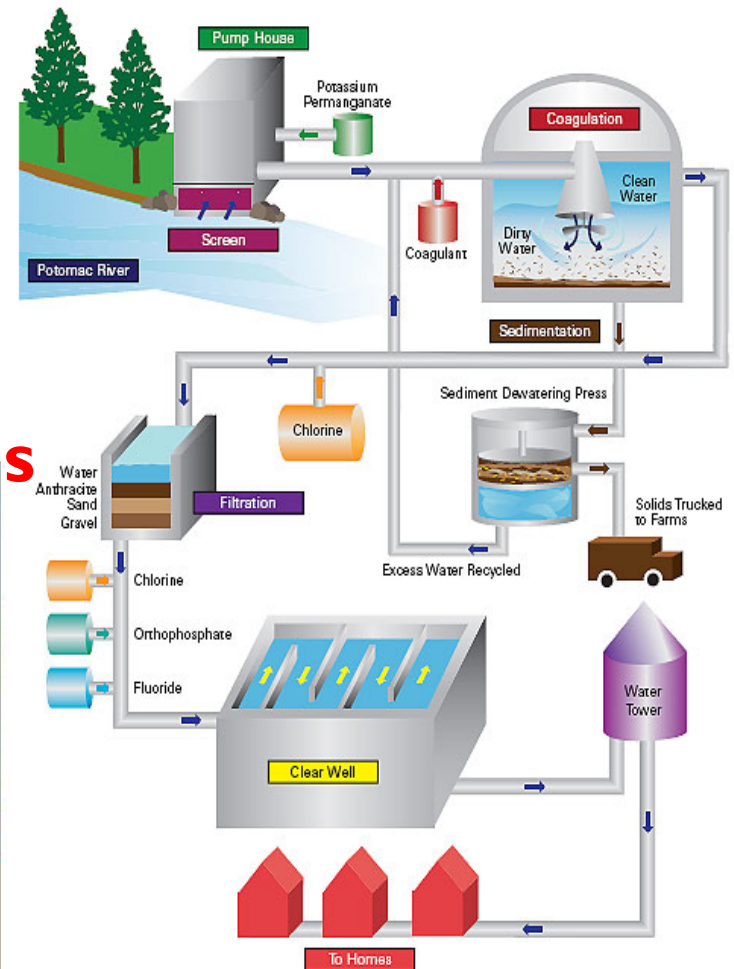 Pump House
Potassium
Permanganate
Coagulation
Clean
Water
Dirty
Water
Screen
Coagulant
Potomac River
Sedimentation
Sediment Dewatering Press
Chlorine
s
Water
Anthracite
Sand
Gravel
Filtration
Solids Trucked
to Farms
Excess Water Recycled
Chlorine
Orthophosphate
Fluoride
Water
Tower
Clear Well
To Homes